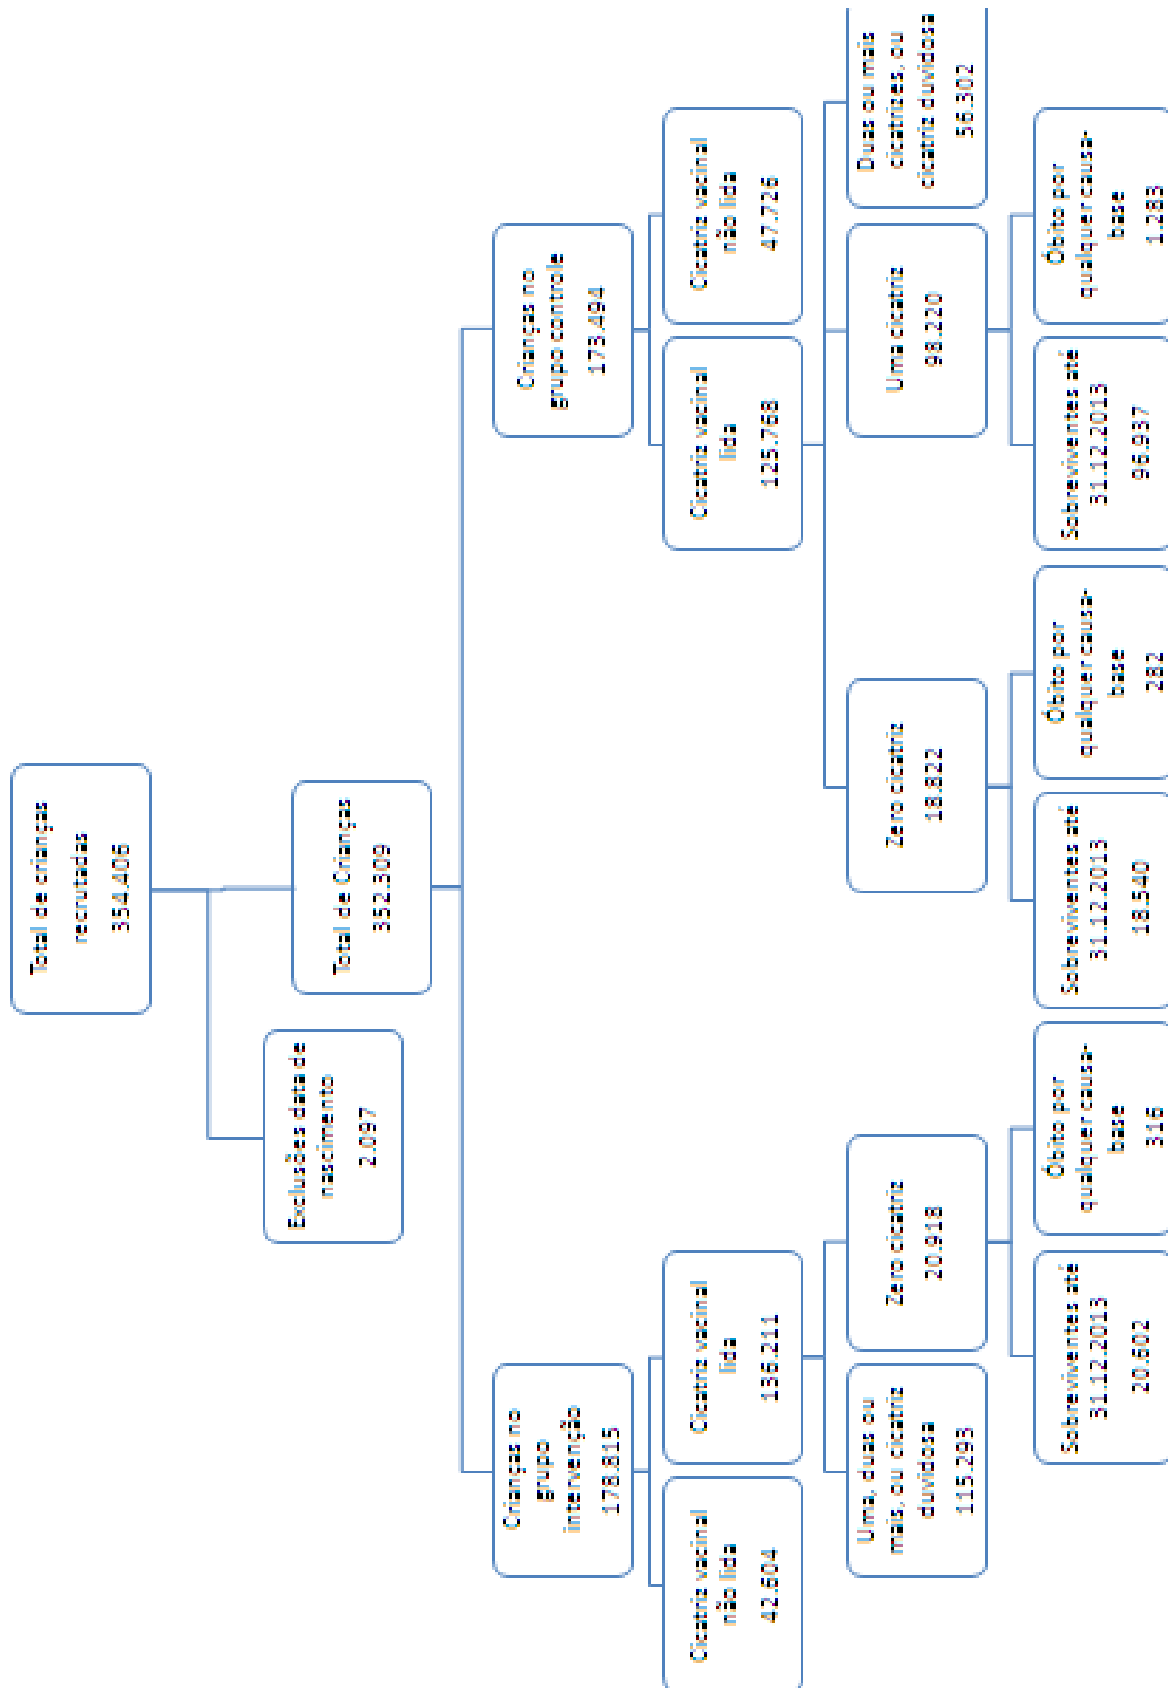 Total de crianças
recrutadas
354.406
Exclusões data de
nascimento
2.097
Total de Crianças
352.309
Crianças no
grupo
intervenção
178.815
Crianças no
grupo controle
173.494
Cicatriz vacinal
não lida
42.604
Cicatriz vacinal
lida
136.211
Cicatriz vacinal
lida
125.768
Cicatriz vacinal
não lida
47.726
Uma, duas ou
mais, ou cicatriz
duvidosa
115.293
Zero cicatriz
20.918
Zero cicatriz
18.822
Uma cicatriz
98.220
Duas ou mais
cicatrizes, ou
cicatriz duvidosa
56.302
Sobreviventes até
31.12.2013
20.602
Óbito por
qualquer causa-
base
316
Sobreviventes até
31.12.2013
18.540
Óbito por
qualquer causa-
base
282
Sobreviventes até
31.12.2013
96.937
Óbito por
qualquer causa-
base
1.283